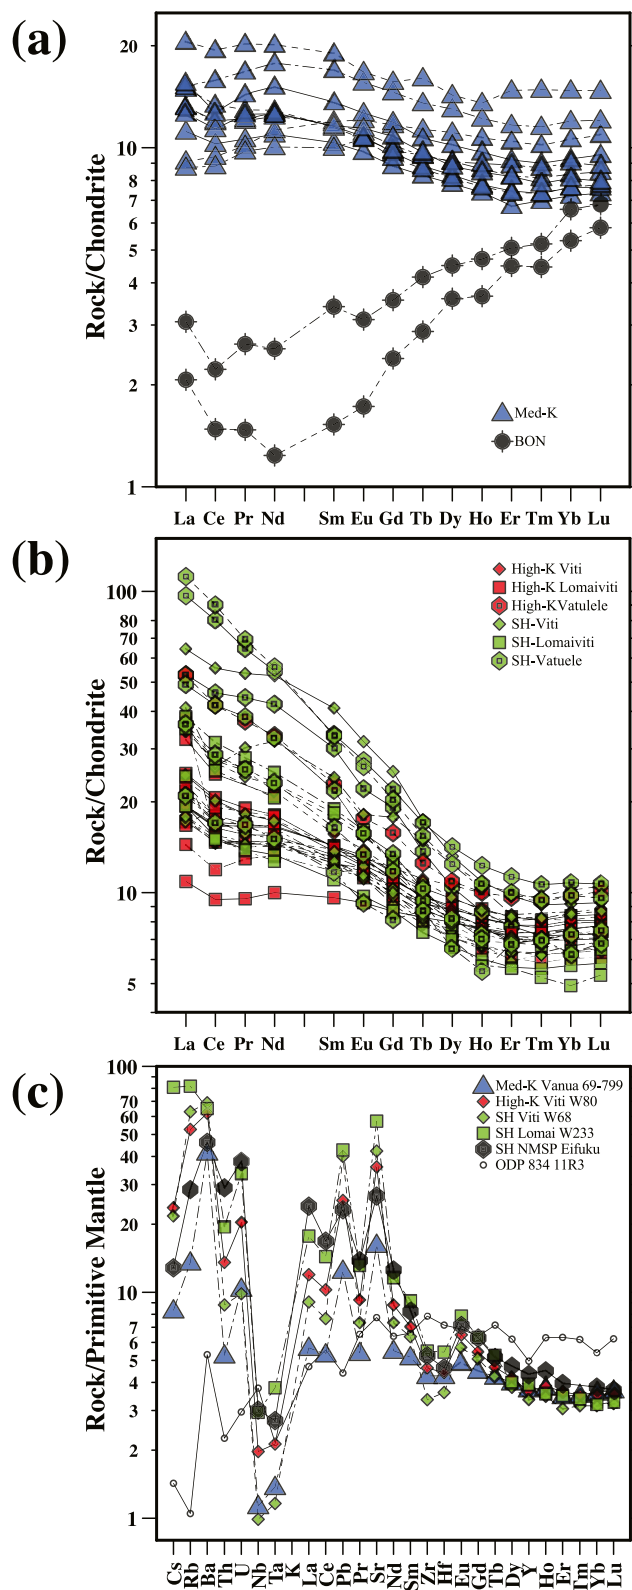 (a)
Rock/Chondrite
20
10
8
7
6
5
4
3
2
1
Med-K
BON
La Ce Pr Nd Sm Eu Gd Tb Dy Ho Er Tm Yb Lu
(b)
Rock/Chondrite
100
80
70
60
50
40
30
20
10
8
7
6
5
High-K Viti
High-K Lomaiviti
High-KVatulele
SH-Viti
SH-Lomaiviti
SH-Vatuele
La Ce Pr Nd Sm Eu Gd Tb Dy Ho Er Tm Yb Lu
(c)
Rock/Primitive Mantle
100
80
70
60
50
40
30
20
10
8
7
6
5
4
3
2
1
Med-K Vanua 69-799
High-K Viti W80
SH Viti W68
SH Lomai W233
SH NMSP Eifuku
ODP 834 11R3
Cs Rb Ba Th U Nb Ta K La Ce Pb Pr Sr Nd Sm Zr Hf Eu Gd Tb Dy Y Ho Er Tm Yb Lu